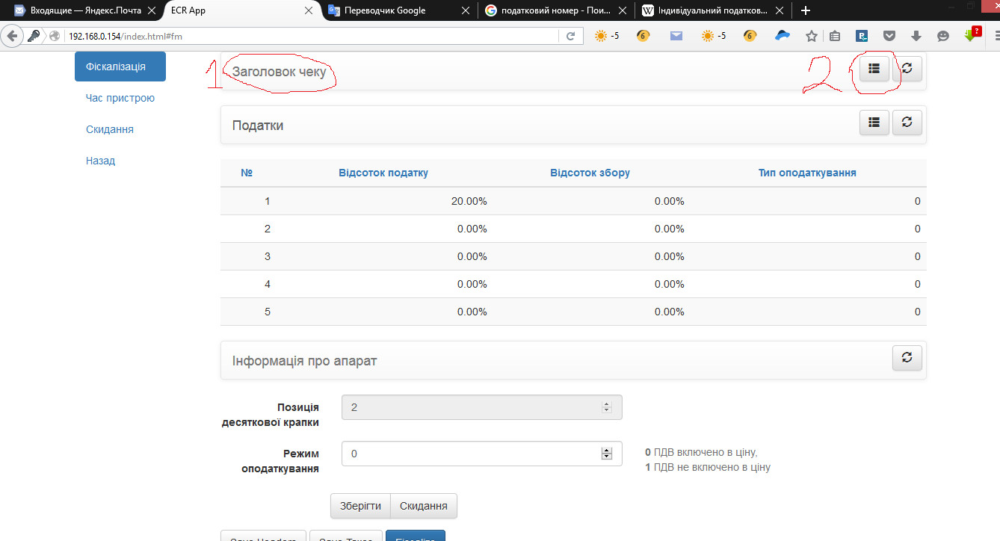 Входящие — Яндекс.Почта
ECR App
Переводчик Google
податковий номер - Пои...
Індивідуальний податков...
192.168.0.154/index.html#fm
-5
6
-5
6
?
Фіскалізація
Час пристрою
Скидання
Назад
1 Заголовок чеку 2
Податки
№ Відсоток податку Відсоток збору Тип оподаткування
1 20.00% 0.00% 0
2 0.00% 0.00% 0
3 0.00% 0.00% 0
4 0.00% 0.00% 0
5 0.00% 0.00% 0
Інформація про апарат
Позиція
десяткової крапки
2
Режим
оподаткування
0
0 ПДВ включено в ціну,
1 ПДВ не включено в ціну
Зберігти Скидання